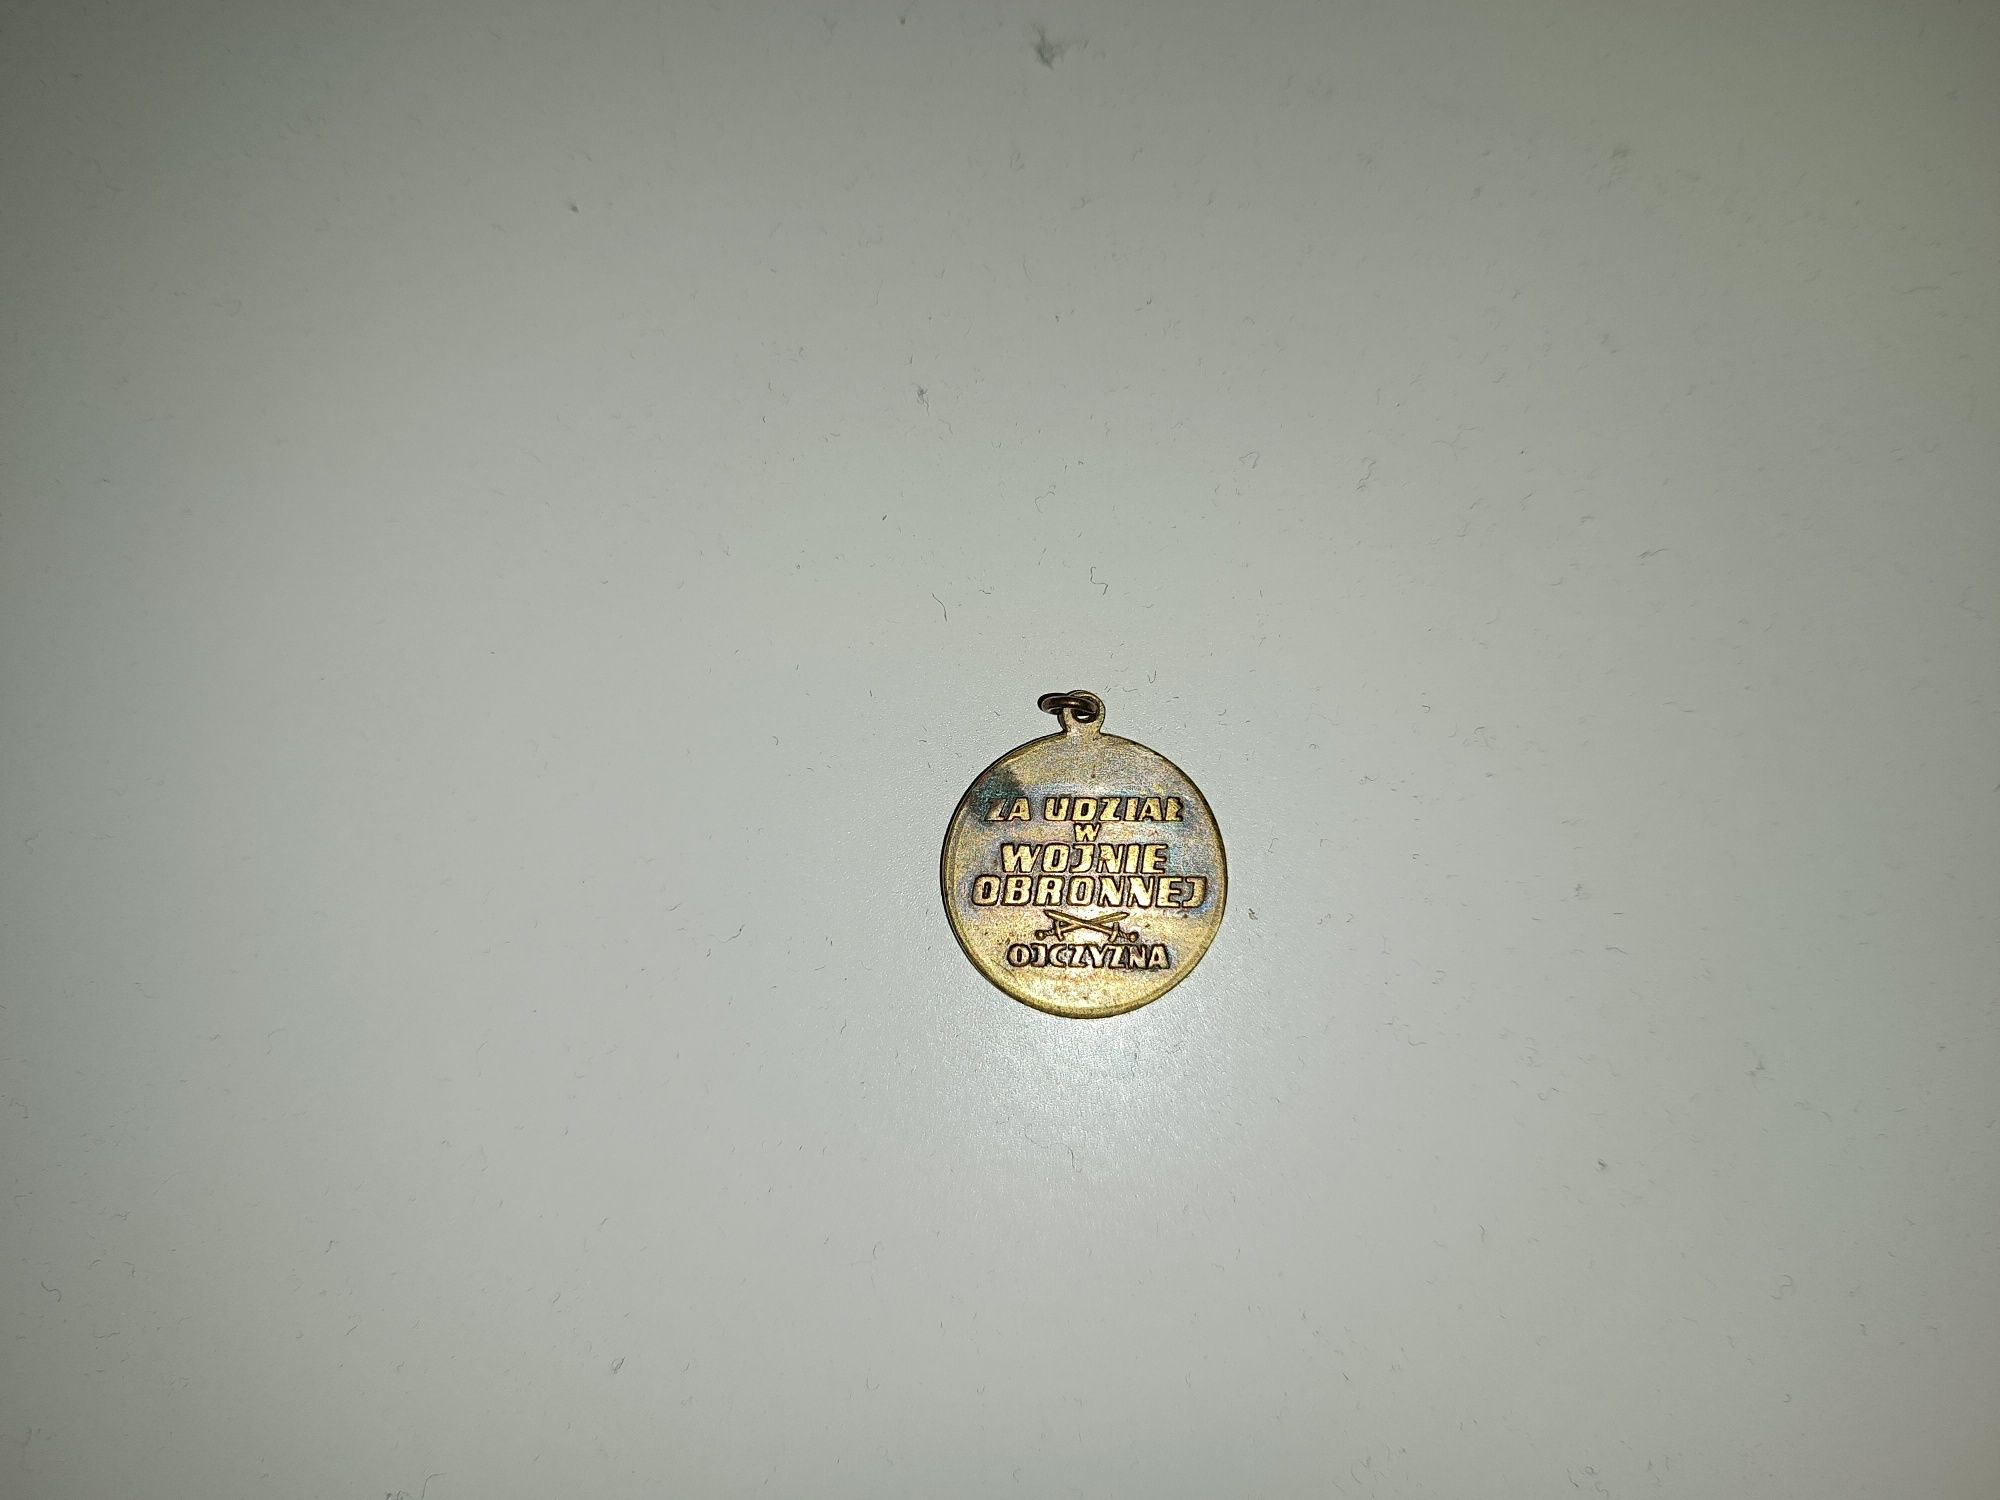 ZA UDZIAŁ
W
WOJNIE
OBRONNEJ
OJCZYZNA